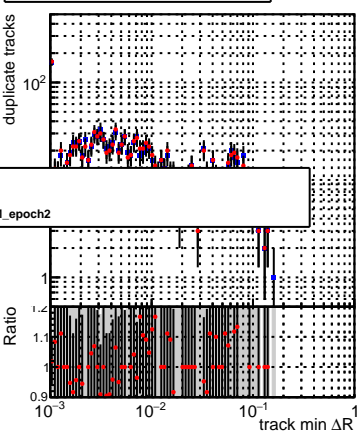 duplicate tracks
10²
l_epoch2
1
Ratio
1.2
1.1
1
0.9
10⁻³
10⁻²
10⁻¹
1
track min ΔR